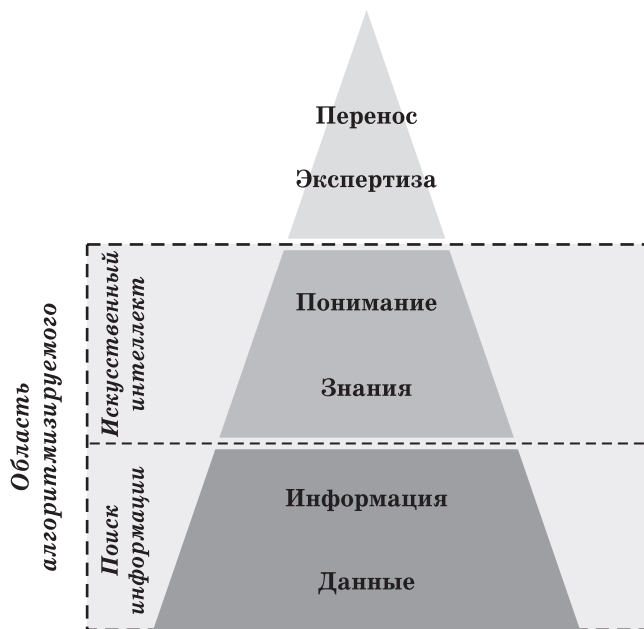 Перенос
Экспертиза
Искусственный
интеллект
Понимание
Знания
Область
алгоритмизируемого
Поиск
информации
Информация
Данные